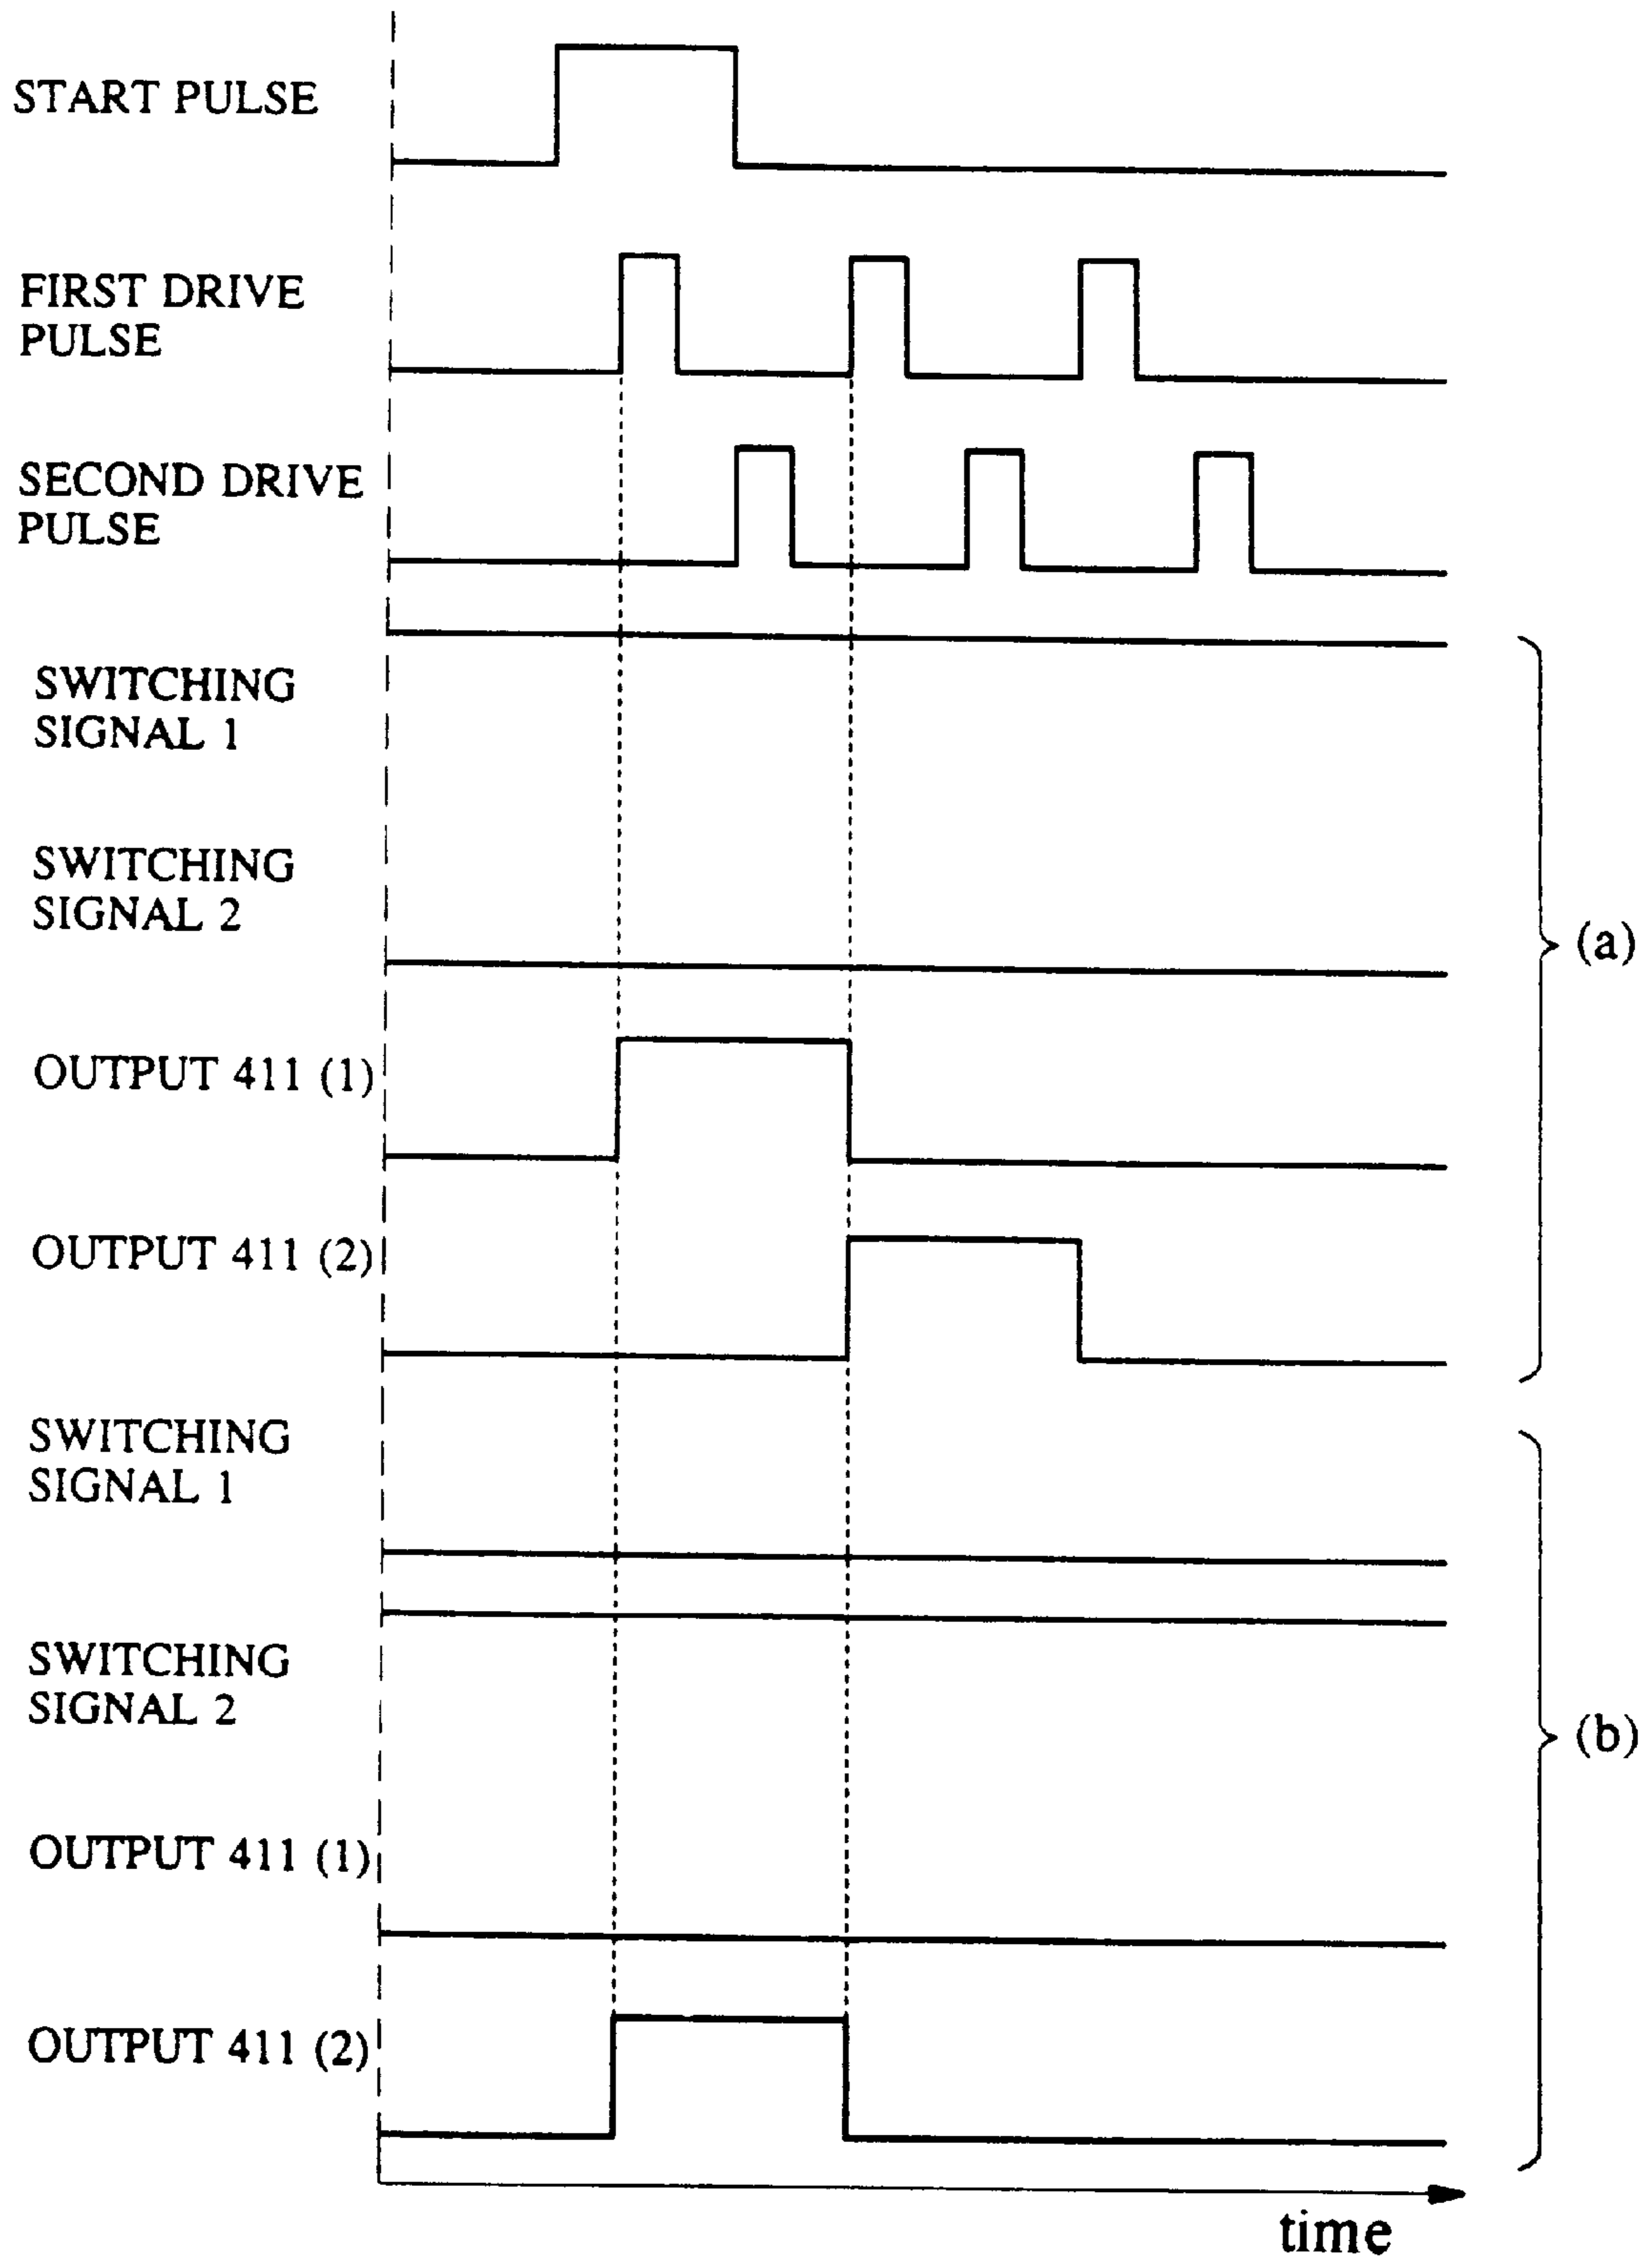 START PULSE
FIRST DRIVE
PULSE
SECOND DRIVE
PULSE
SWITCHING
SIGNAL 1
SWITCHING
SIGNAL 2
(a)
OUTPUT 411 (1)
OUTPUT 411 (2)
SWITCHING
SIGNAL 1
SWITCHING
SIGNAL 2
(b)
OUTPUT 411 (1)
OUTPUT 411 (2)
time